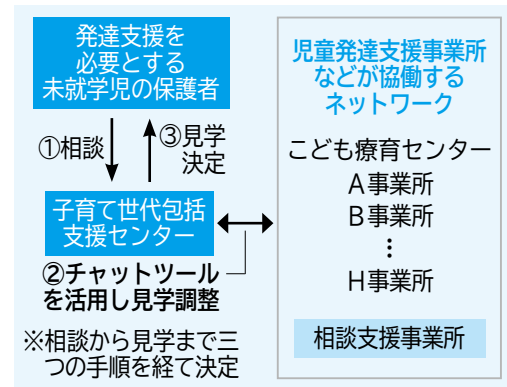 発達支援を
必要とする
未就学児の保護者
①相談
③見学
決定
子育て世代包括
支援センター
②チャットツール
を活用し見学調整
※相談から見学まで三
つの手順を経て決定
児童発達支援事業所
などが協働する
ネットワーク
こども療育センター
A事業所
B事業所
⋮
H事業所
相談支援事業所